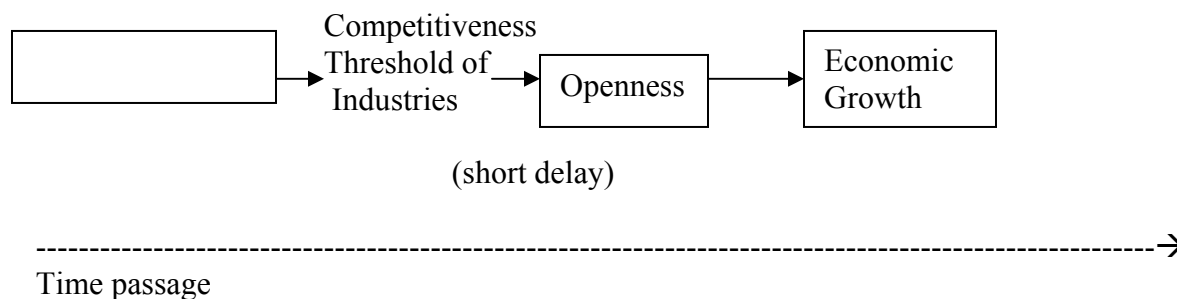 Competitiveness
Threshold of
Industries
Openness
Economic
Growth
(short delay)
--------------------------------------------------------------------------------------------------------→
Time passage